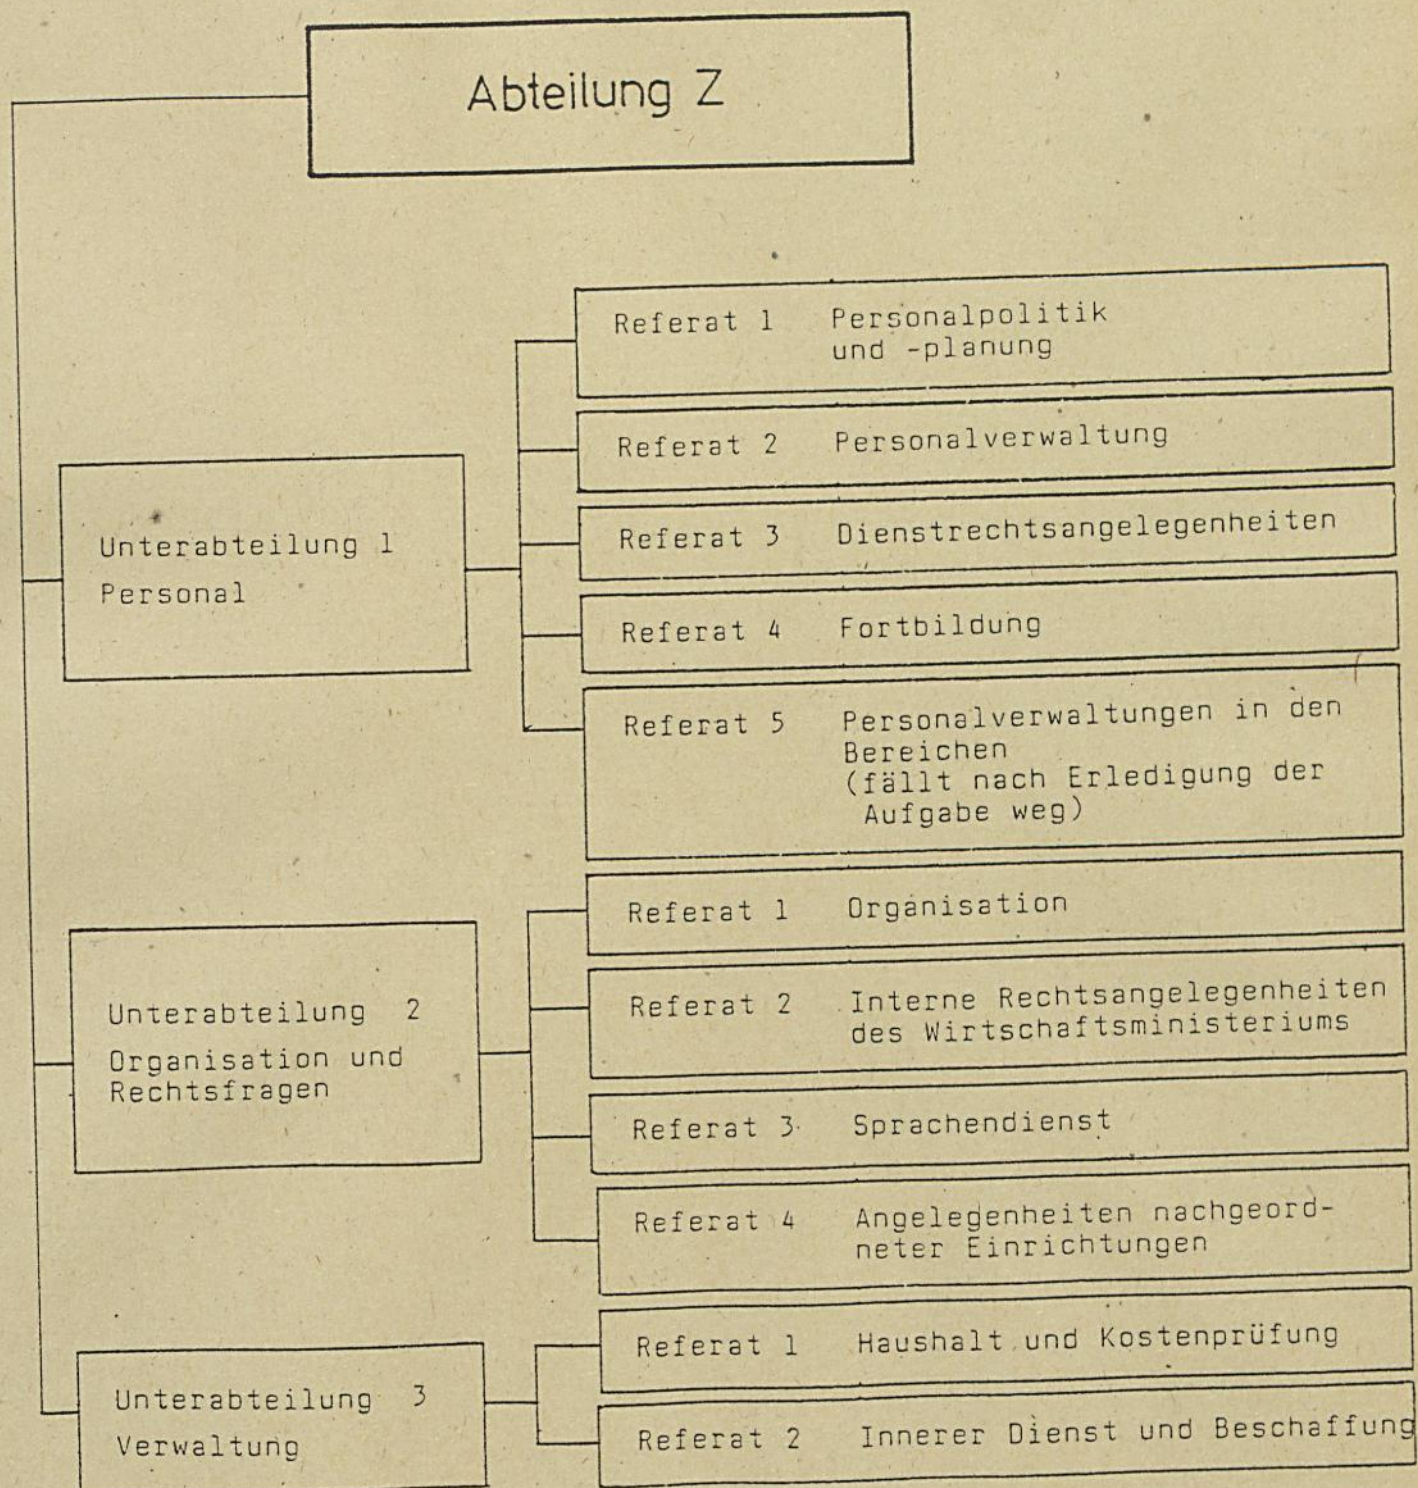 Abteilung Z
Unterabteilung 1
Personal
Referat 1 Personalpolitik
und -planung
Referat 2 Personalverwaltung
Referat 3 Dienstrechtsangelegenheiten
Referat 4 Fortbildung
Referat 5 Personalverwaltungen in den
Bereichen
(fällt nach Erledigung der
Aufgabe weg)
Unterabteilung 2
Organisation und
Rechtsfragen
Referat 1 Organisation
Referat 2 Interne Rechtsangelegenheiten
des Wirtschaftsministeriums
Referat 3 Sprachendienst
Referat 4 Angelegenheiten nachgeord-
neter Einrichtungen
Unterabteilung 3
Verwaltung
Referat 1 Haushalt und Kostenprüfung
Referat 2 Innerer Dienst und Beschaffung